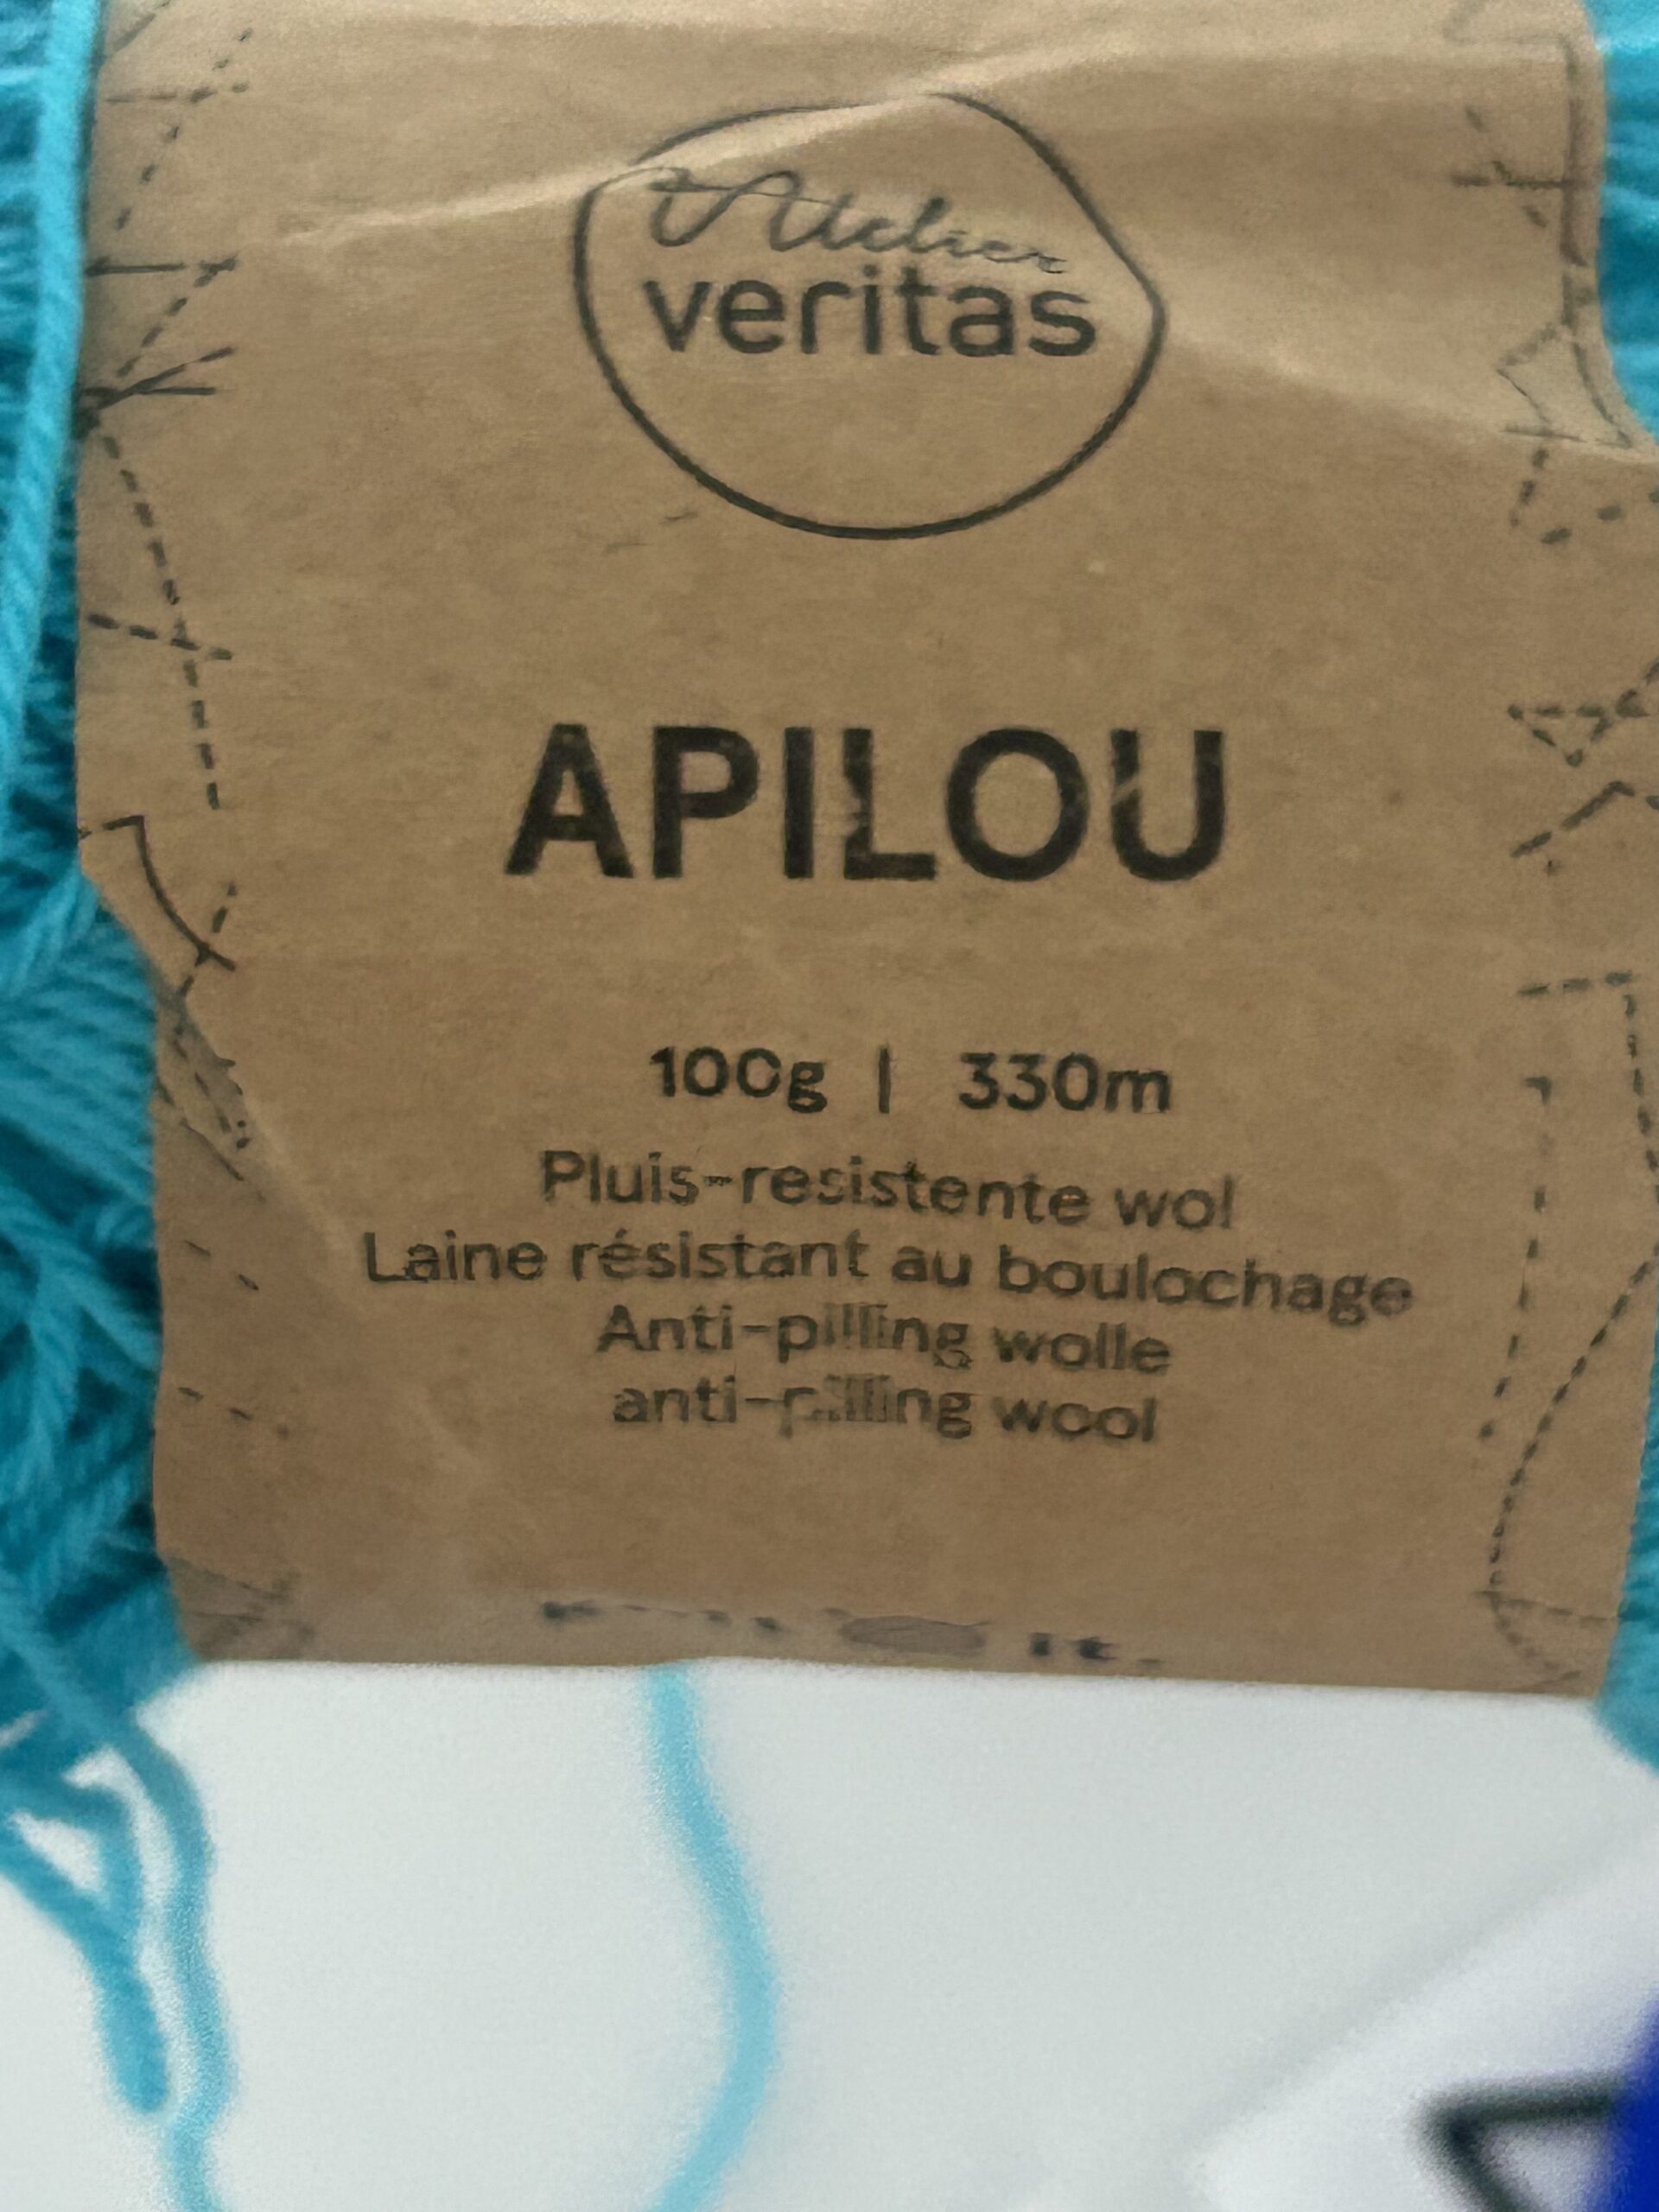 Atelier
veritas
APILOU
100g | 330m
Pluis-resistente wol
Laine résistant au boulochage
Anti-pilling wolle
anti-pilling wool